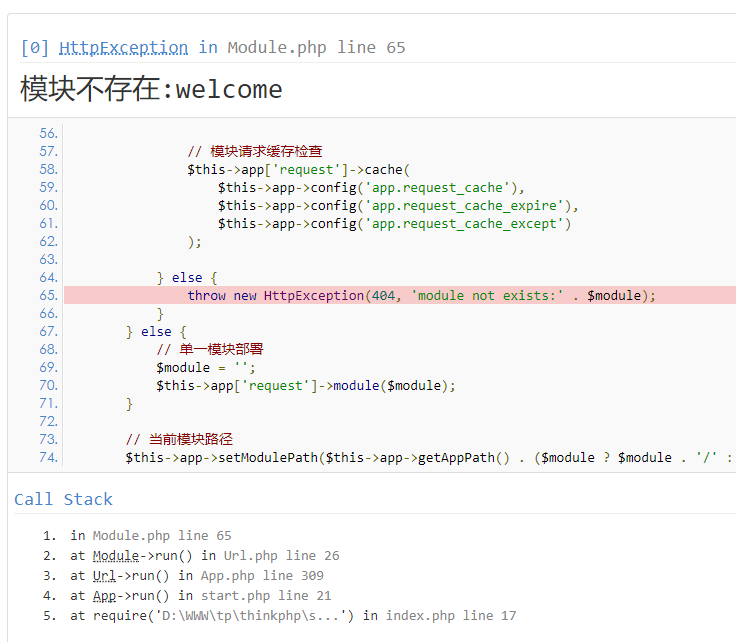 [0] HttpException in Module.php line 65
模块不存在:welcome
56.
57. // 模块请求缓存检查
58. $this->app['request']->cache(
59. $this->app->config('app.request_cache'),
60. $this->app->config('app.request_cache_expire'),
61. $this->app->config('app.request_cache_except')
62. );
63.
64. } else {
65. throw new HttpException(404, 'module not exists:' . $module);
66. }
67. } else {
68. // 单一模块部署
69. $module = '';
70. $this->app['request']->module($module);
71. }
72.
73. // 当前模块路径
74. $this->app->setModulePath($this->app->getAppPath() . ($module ? $module . '/' :
Call Stack
1. in Module.php line 65
2. at Module->run() in Url.php line 26
3. at Url->run() in App.php line 309
4. at App->run() in start.php line 21
5. at require('D:\WWW\tp\thinkphp\s...') in index.php line 17